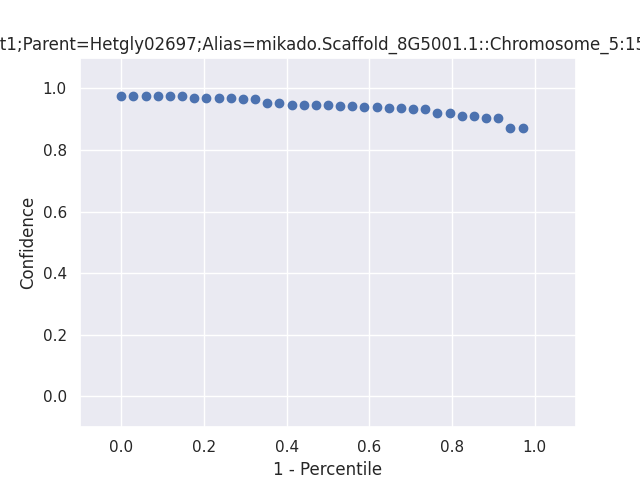 t1;Parent=Hetgly02697;Alias=mikado.Scaffold_8G5001.1::Chromosome_5:15
1.0
0.8
0.6
0.4
0.2
0.0
Confidence
0.0 0.2 0.4 0.6 0.8 1.0
1 - Percentile